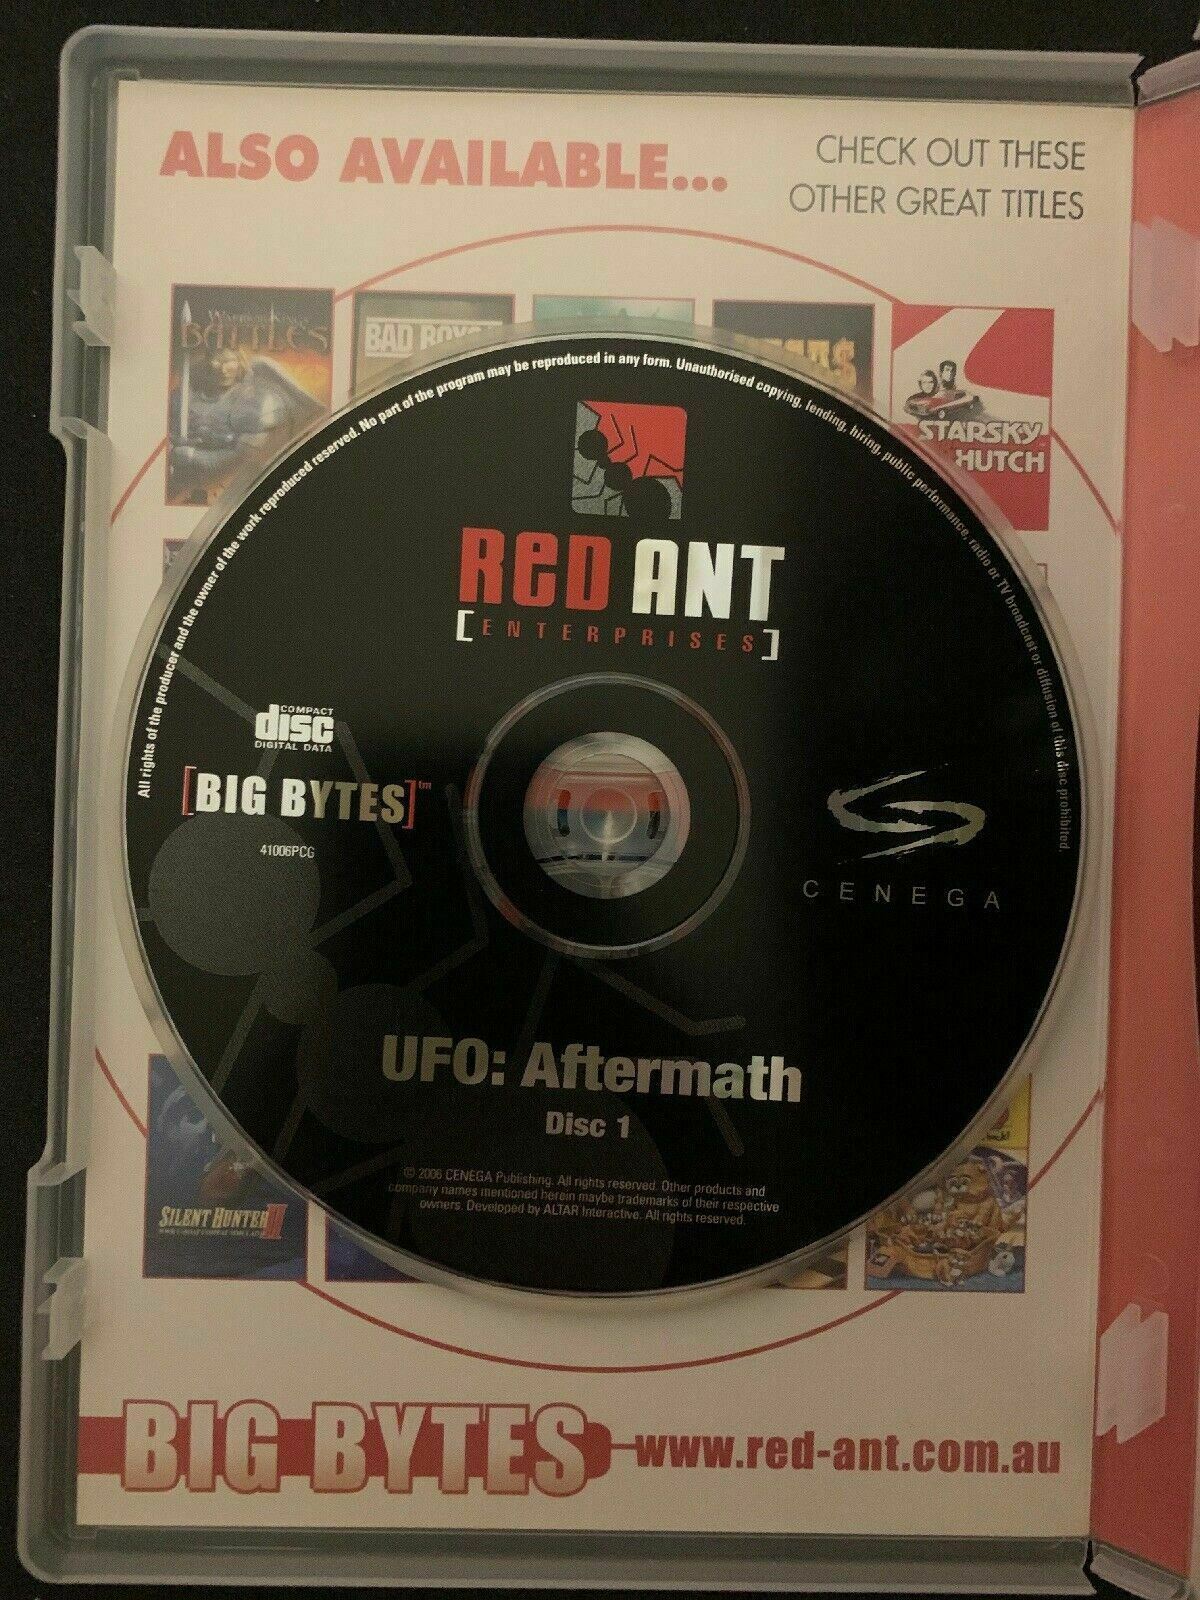 ALSO AVAILABLE...
CHECK OUT THESE
OTHER GREAT TITLES
WARRIOR KINGS
BATTLES
BAD BOYS
STARSKY
HUTCH
All rights of the producer and the owner of the work reproduced reserved. No part of the program may be reproduced in any form. Unauthorised copying, lending, hiring, public performance, radio or TV broadcast or diffusion of this disc prohibited.
RED ANT
[ENTERPRISES]
COMPACT
disc
DIGITAL DATA
[BIG BYTES]tm
41006PCG
CENEGA
UFO: Aftermath
Disc 1
© 2006 CENEGA Publishing. All rights reserved. Other products and
company names mentioned herein maybe trademarks of their respective
owners. Developed by ALTAR Interactive. All rights reserved.
SILENT HUNTER II
BIG BYTES
www.red-ant.com.au